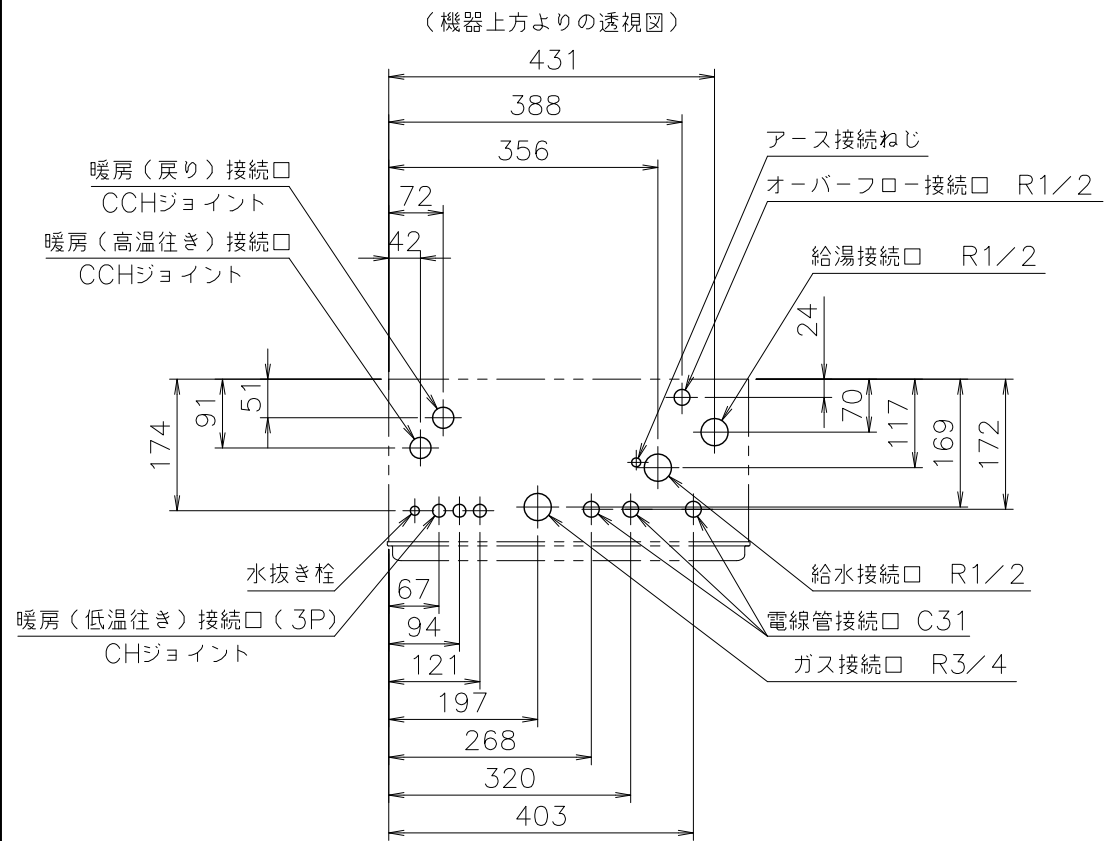 (機器上方よりの透視図)
431
388
356
72
42
アース接続ねじ
オーバーフロー接続口 R1/2
給湯接続口 R1/2
暖房(戻り)接続口
CCHジョイント
暖房(高温往き)接続口
CCHジョイント
24
51
91
174
70
117
169
172
水抜き栓
暖房(低温往き)接続口(3P)
CHジョイント
67
94
121
197
268
320
403
給水接続口 R1/2
電線管接続口 C31
ガス接続口 R3/4